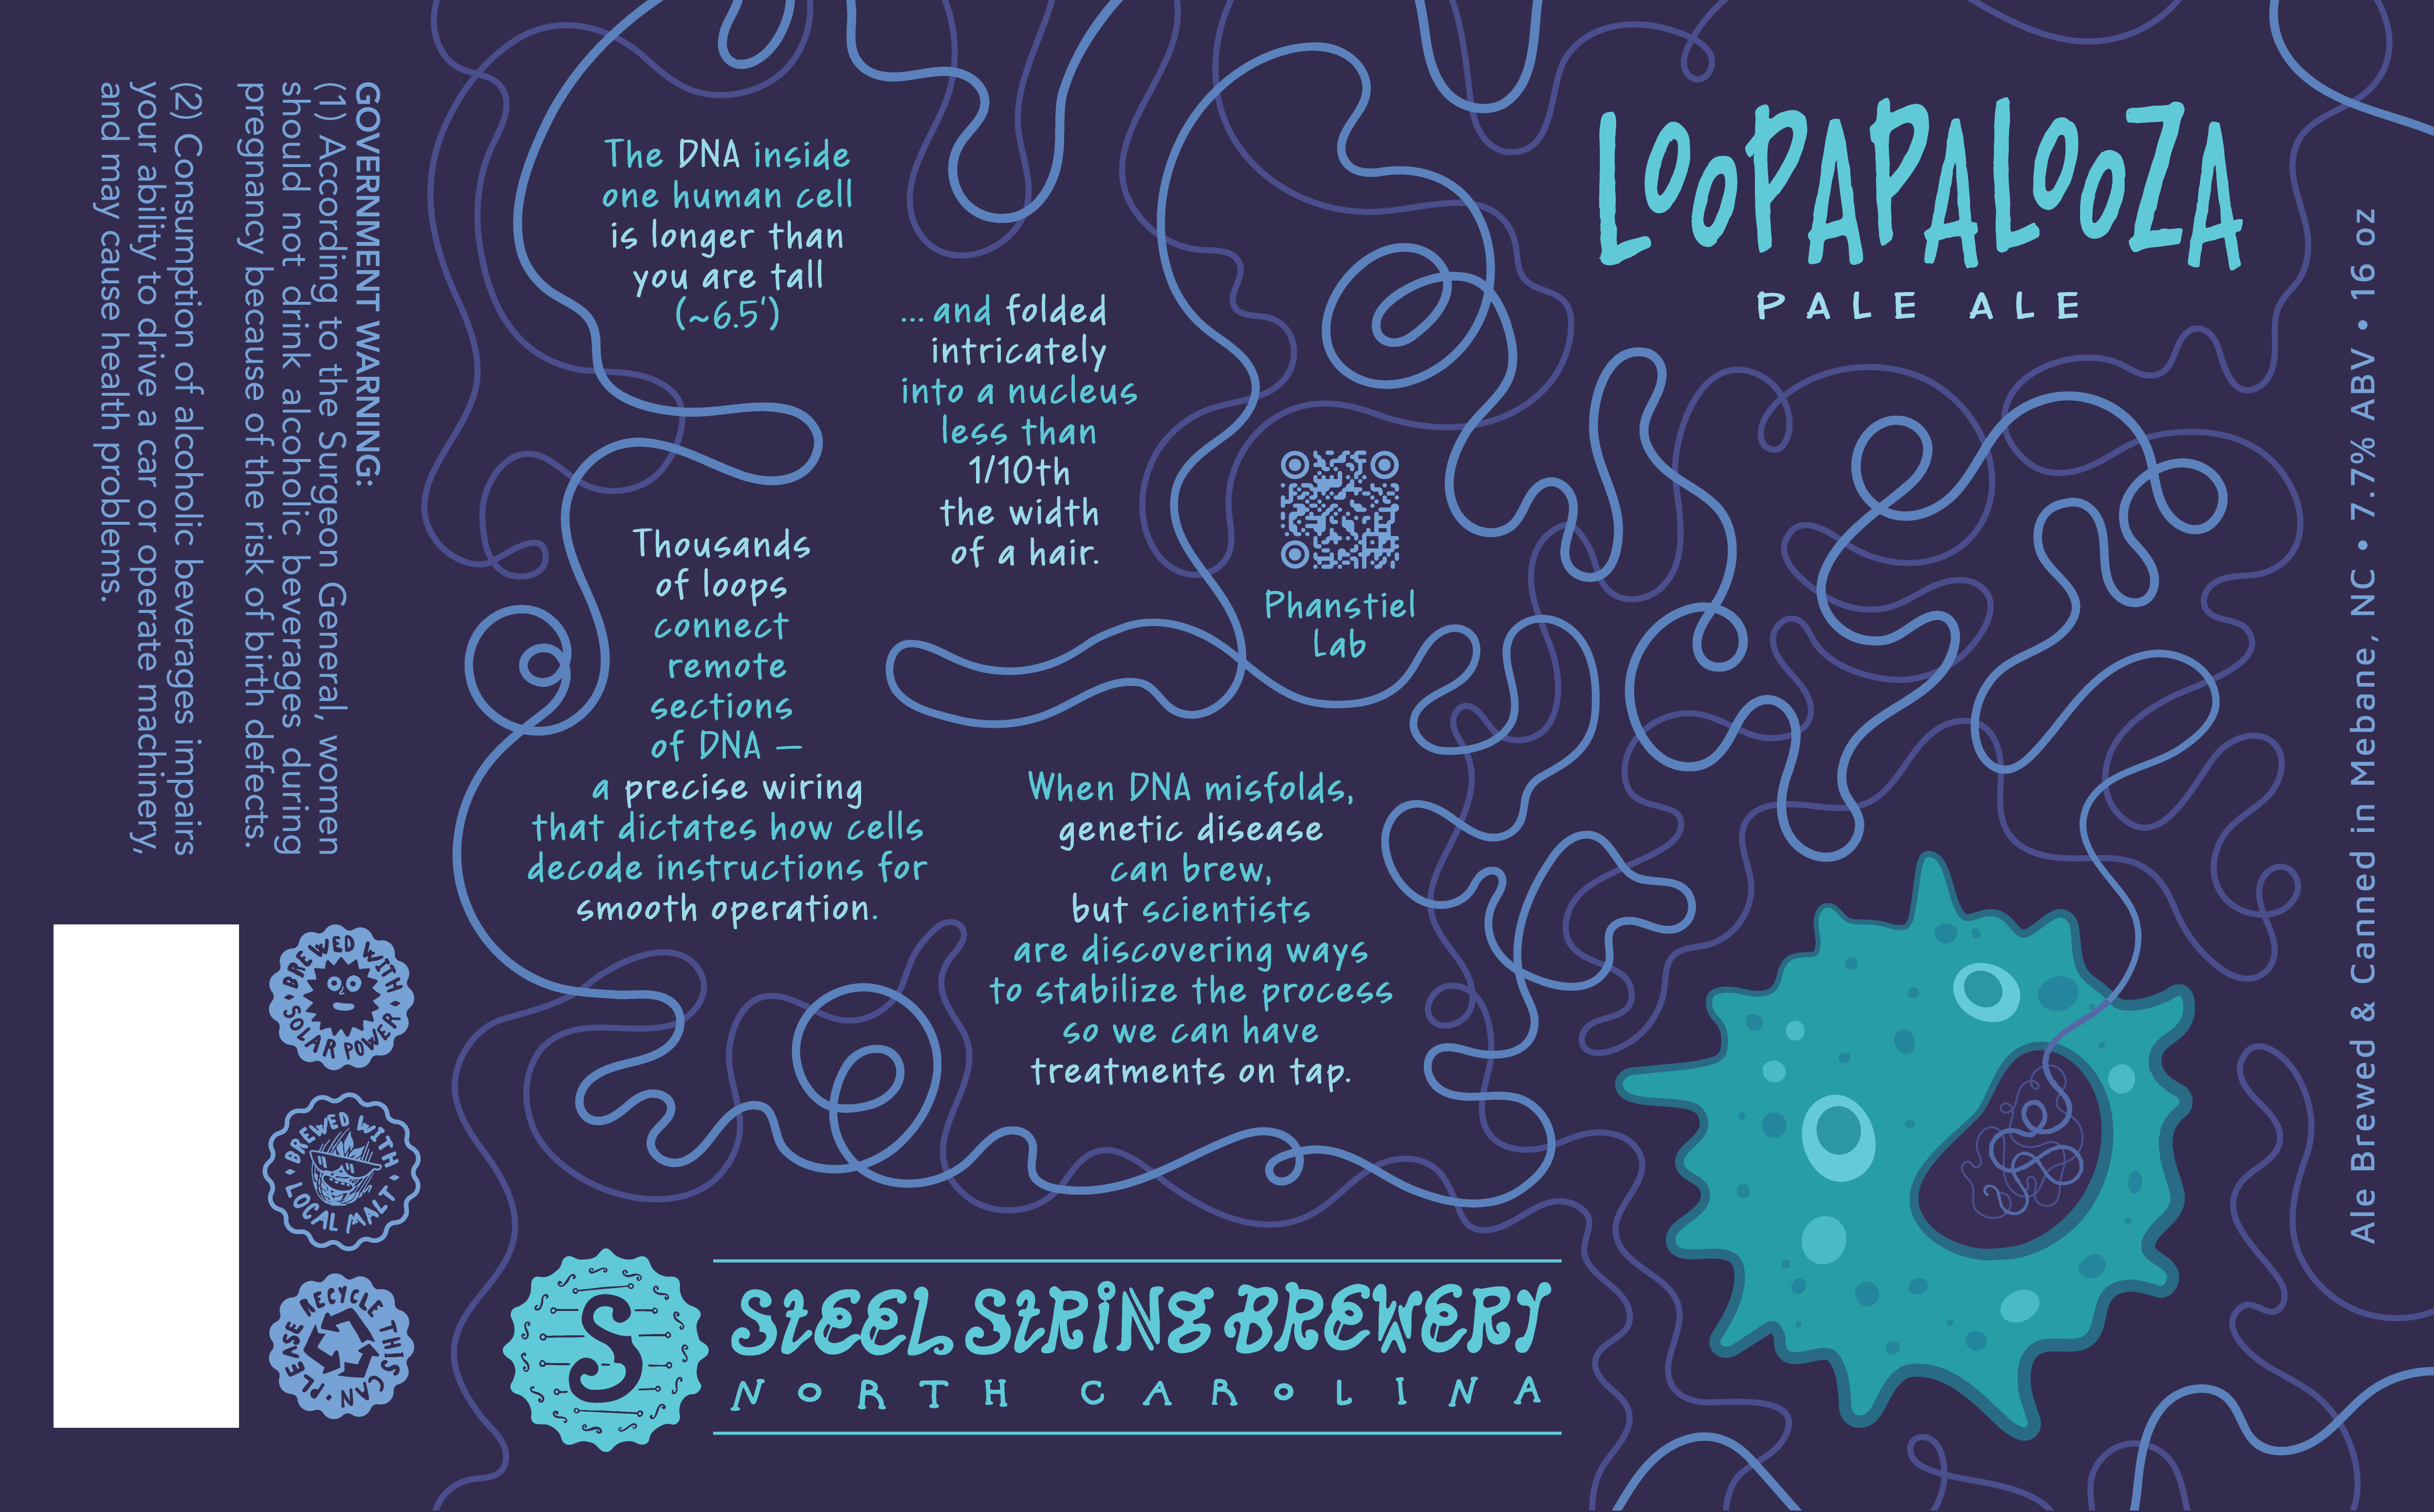 GOVERNMENT WARNING:
(1) According to the Surgeon General, women
should not drink alcoholic beverages during
pregnancy because of the risk of birth defects.
(2) Consumption of alcoholic beverages impairs
your ability to drive a car or operate machinery,
and may cause health problems.
BREWED WITH
SOLAR POWER
BREWED WITH
LOCAL MALT
PLEASE RECYCLE THIS CAN
The DNA inside
one human cell
is longer than
you are tall
(~6.5')
... and folded
intricately
into a nucleus
less than
1/10th
the width
of a hair.
Thousands
of loops
connect
remote
sections
of DNA —
a precise wiring
that dictates how cells
decode instructions for
smooth operation.
When DNA misfolds,
genetic disease
can brew,
but scientists
are discovering ways
to stabilize the process
so we can have
treatments on tap.
Phanstiel
Lab
S
STEEL STRING BREWERY
NORTH CAROLINA
LOOPAPALOOZA
PALE ALE
Ale Brewed & Canned in Mebane, NC • 7.7% ABV • 16 oz